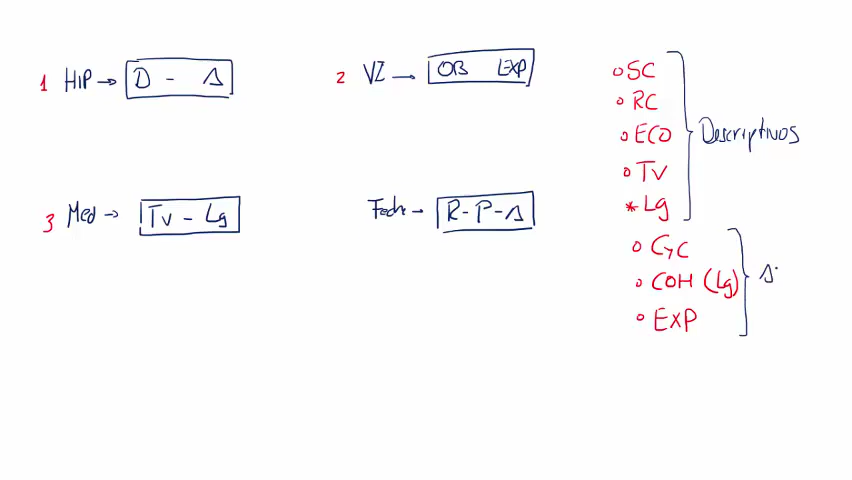 1 HIP → D - Δ
2 VZ → OB EXP
3 Med → Tv - Lg
Fech → R - P - Δ
o SC
o RC
o ECO
o Tv
* Lg
Descriptivos
o CyC
o COH (Lg)
o EXP
Δ